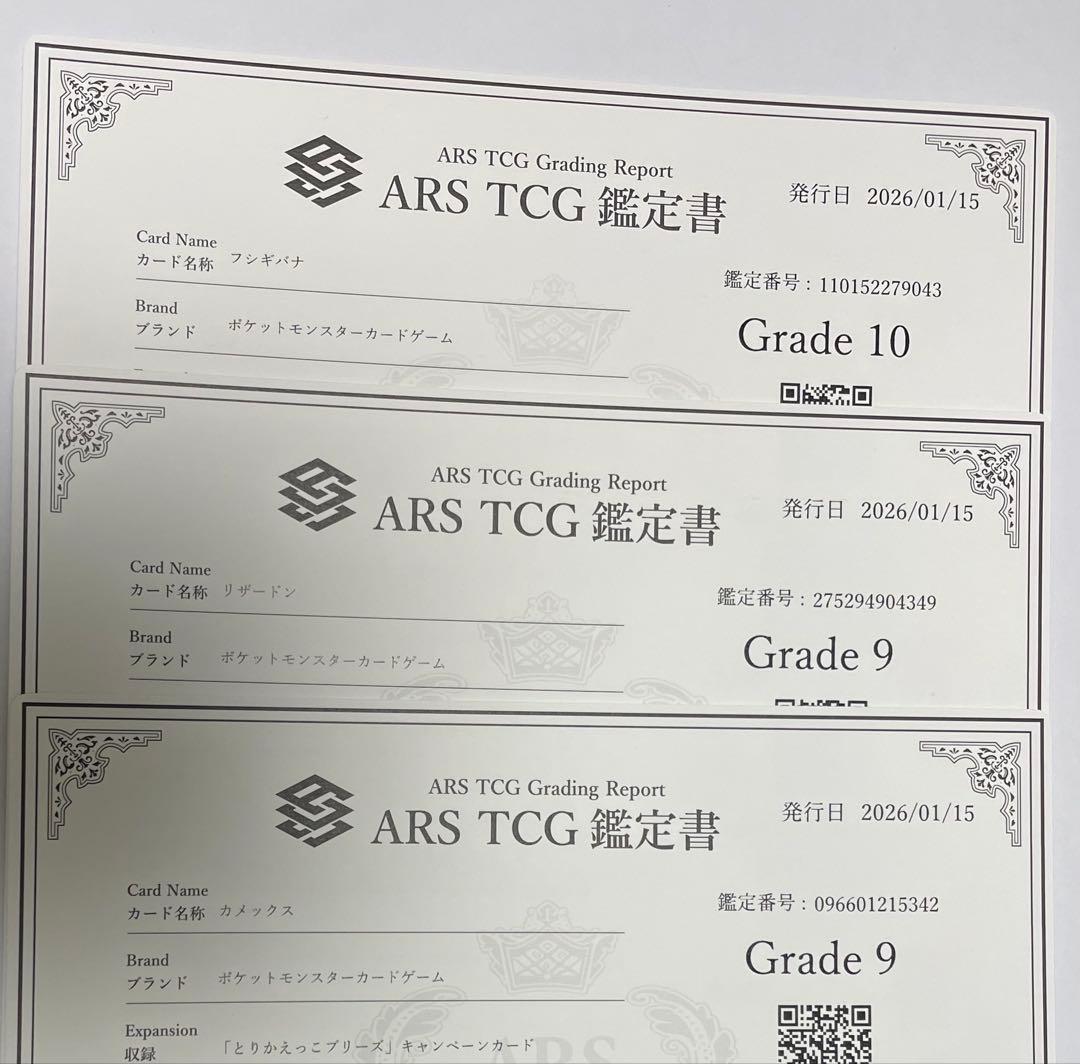 ARS TCG Grading Report
ARS TCG 鑑定書
発行日 2026/01/15
Card Name
カード名称 フシギバナ
鑑定番号：110152279043
Brand
ブランド ポケットモンスターカードゲーム
Grade 10
ARS TCG Grading Report
ARS TCG 鑑定書
発行日 2026/01/15
Card Name
カード名称 リザードン
鑑定番号：275294904349
Brand
ブランド ポケットモンスターカードゲーム
Grade 9
ARS TCG Grading Report
ARS TCG 鑑定書
発行日 2026/01/15
Card Name
カード名称 カメックス
鑑定番号：096601215342
Brand
ブランド ポケットモンスターカードゲーム
Grade 9
Expansion
収録 「とりかえっこプリーズ」キャンペーンカード
ARS